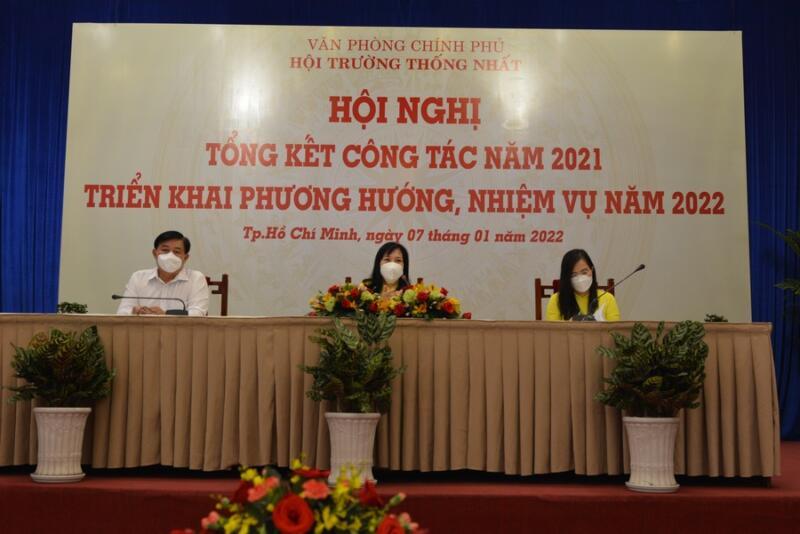 VĂN PHÒNG CHÍNH PHỦ
HỘI TRƯỜNG THỐNG NHẤT
HỘI NGHỊ
TỔNG KẾT CÔNG TÁC NĂM 2021
TRIỂN KHAI PHƯƠNG HƯỚNG, NHIỆM VỤ NĂM 2022
Tp.Hồ Chí Minh, ngày 07 tháng 01 năm 2022